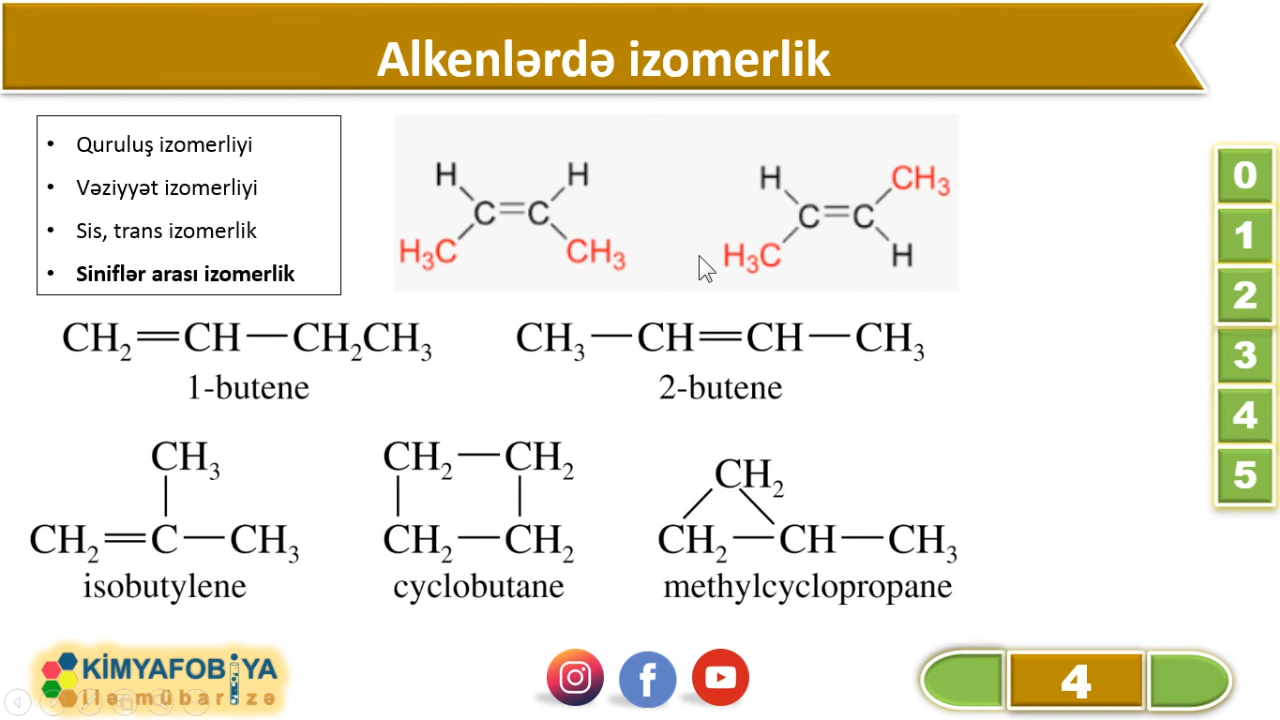 Alkenlərdə izomerlik
• Quruluş izomerliyi
• Vəziyyət izomerliyi
• Sis, trans izomerlik
• Siniflər arası izomerlik
H H
C=C
H₃C CH₃
H CH₃
C=C
H₃C H
CH₂=CH—CH₂CH₃
1-butene
CH₃—CH=CH—CH₃
2-butene
CH₃
CH₂=C—CH₃
isobutylene
CH₂—CH₂
CH₂—CH₂
cyclobutane
CH₂
CH₂—CH—CH₃
methylcyclopropane
0
1
2
3
4
5
KİMYAFOBİYA
ilə mübarizə
4